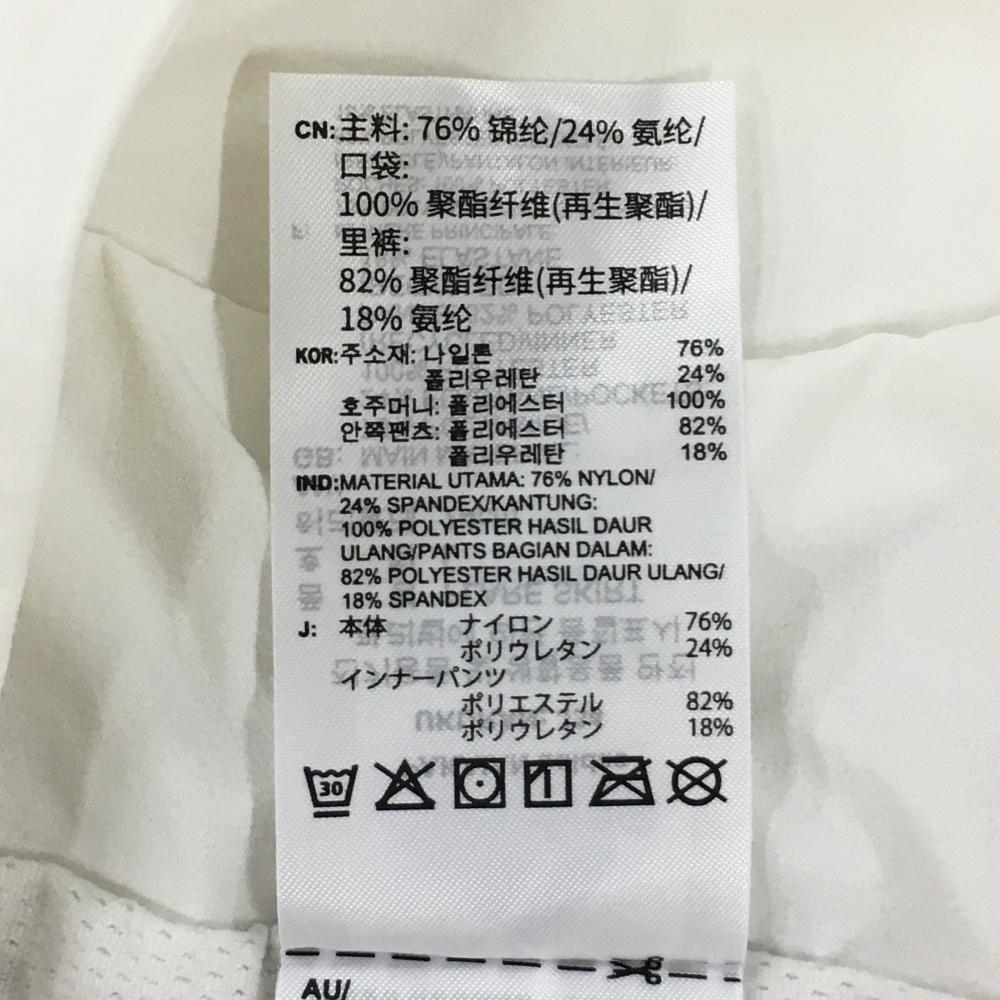 CN:主料: 76% 锦纶/24% 氨纶/
口袋:
100% 聚酯纤维(再生聚酯)/
里裤:
82% 聚酯纤维(再生聚酯)/
18% 氨纶
KOR:주소재: 나일론 76%
폴리우레탄 24%
호주머니: 폴리에스터 100%
안쪽팬츠: 폴리에스터 82%
폴리우레탄 18%
IND:MATERIAL UTAMA: 76% NYLON/
24% SPANDEX/KANTUNG:
100% POLYESTER HASIL DAUR
ULANG/PANTS BAGIAN DALAM:
82% POLYESTER HASIL DAUR ULANG/
18% SPANDEX
J: 本体 ナイロン 76%
ポリウレタン 24%
インナーパンツ
ポリエステル 82%
ポリウレタン 18%
30
AU/